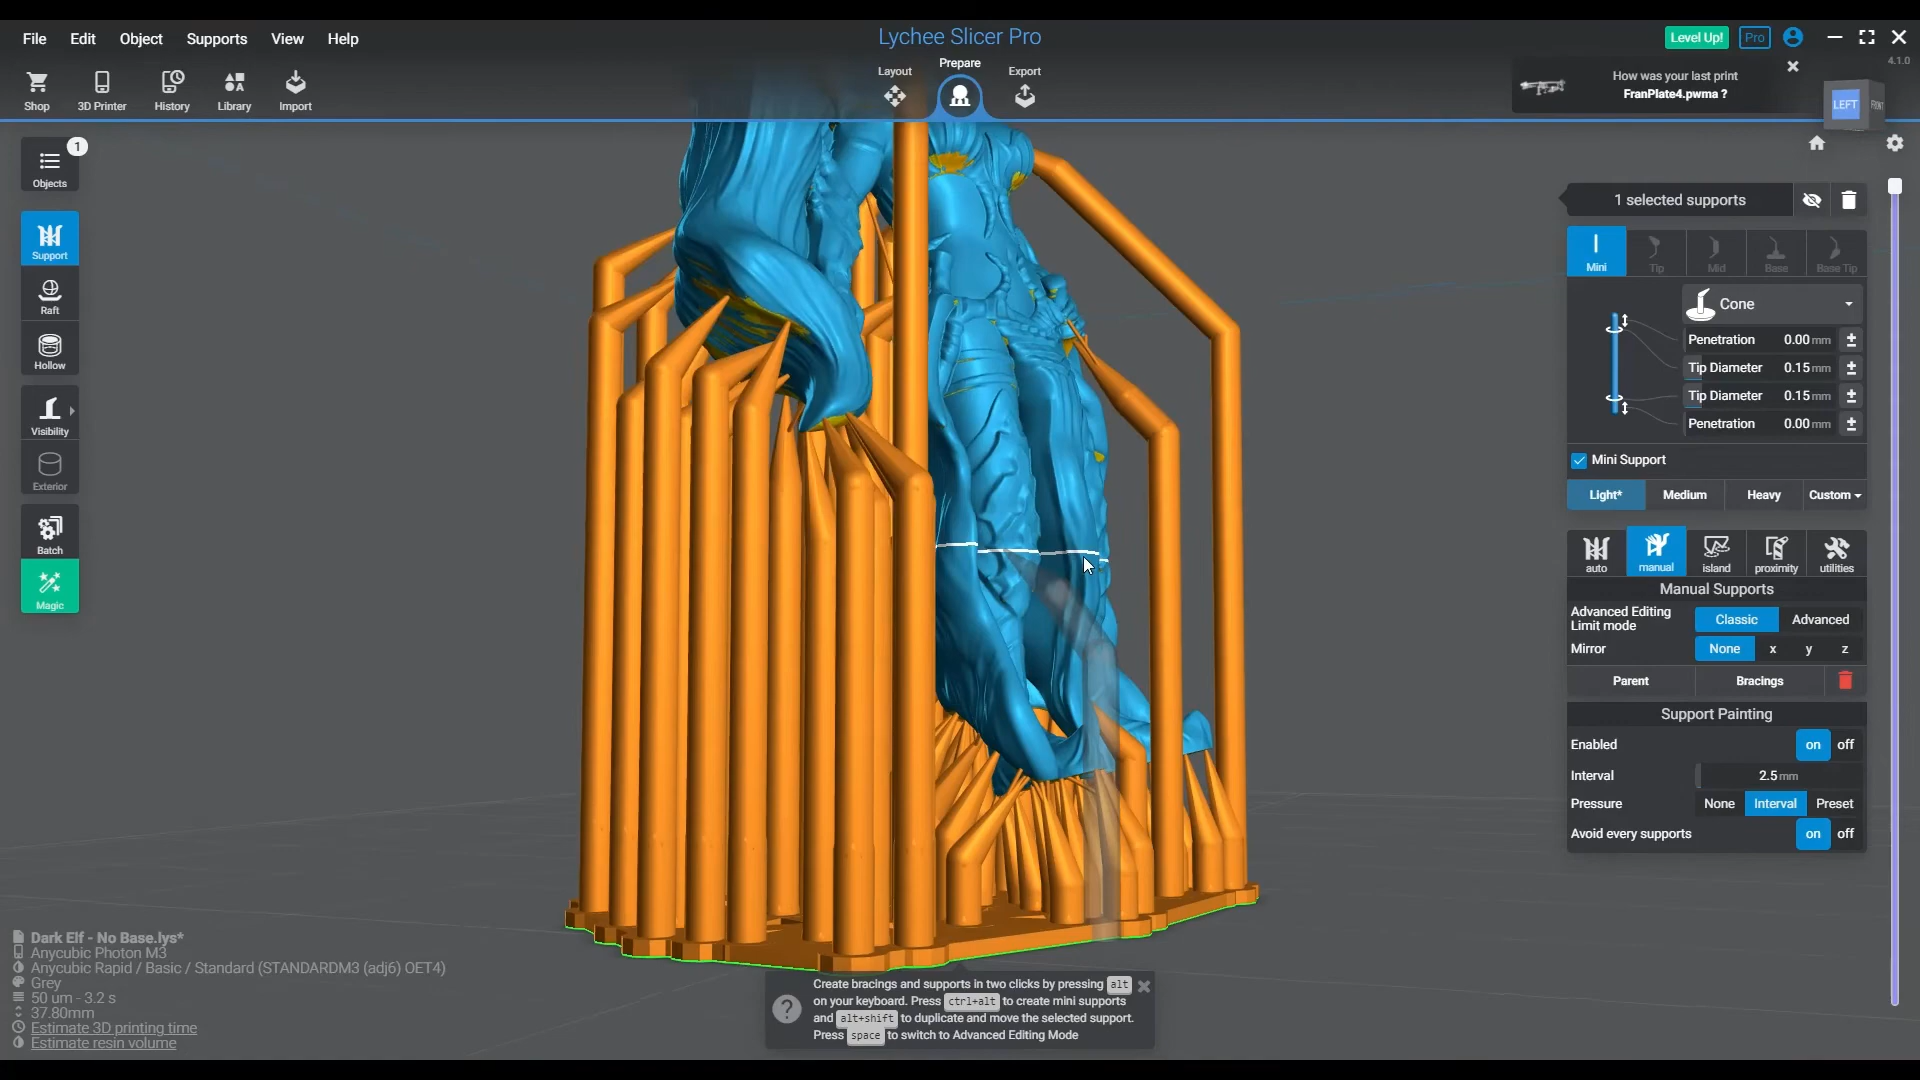 File Edit Object Supports View Help
Lychee Slicer Pro
Level Up! Pro
4.1.0
Shop 3D Printer History Library Import
Layout Prepare Export
How was your last print
FranPlate4.pwma ?
LEFT
1
Objects
Support
Raft
Hollow
Visibility
Exterior
Batch
Magic
1 selected supports
Mini Tip Mid Base Base Tip
Cone
Penetration 0.00 mm
Tip Diameter 0.15 mm
Tip Diameter 0.15 mm
Penetration 0.00 mm
Mini Support
Light* Medium Heavy Custom
auto manual island proximity utilities
Manual Supports
Advanced Editing
Limit mode
Classic Advanced
Mirror None x y z
Parent Bracings
Support Painting
Enabled on off
Interval 2.5 mm
Pressure None Interval Preset
Avoid every supports on off
Dark Elf - No Base.lys*
Anycubic Photon M3
Anycubic Rapid / Basic / Standard (STANDARDM3 (adj6) OET4)
Grey
50 um - 3.2 s
37.80mm
Estimate 3D printing time
Estimate resin volume
Create bracings and supports in two clicks by pressing alt
on your keyboard. Press ctrl+alt to create mini supports
and alt+shift to duplicate and move the selected support.
Press space to switch to Advanced Editing Mode